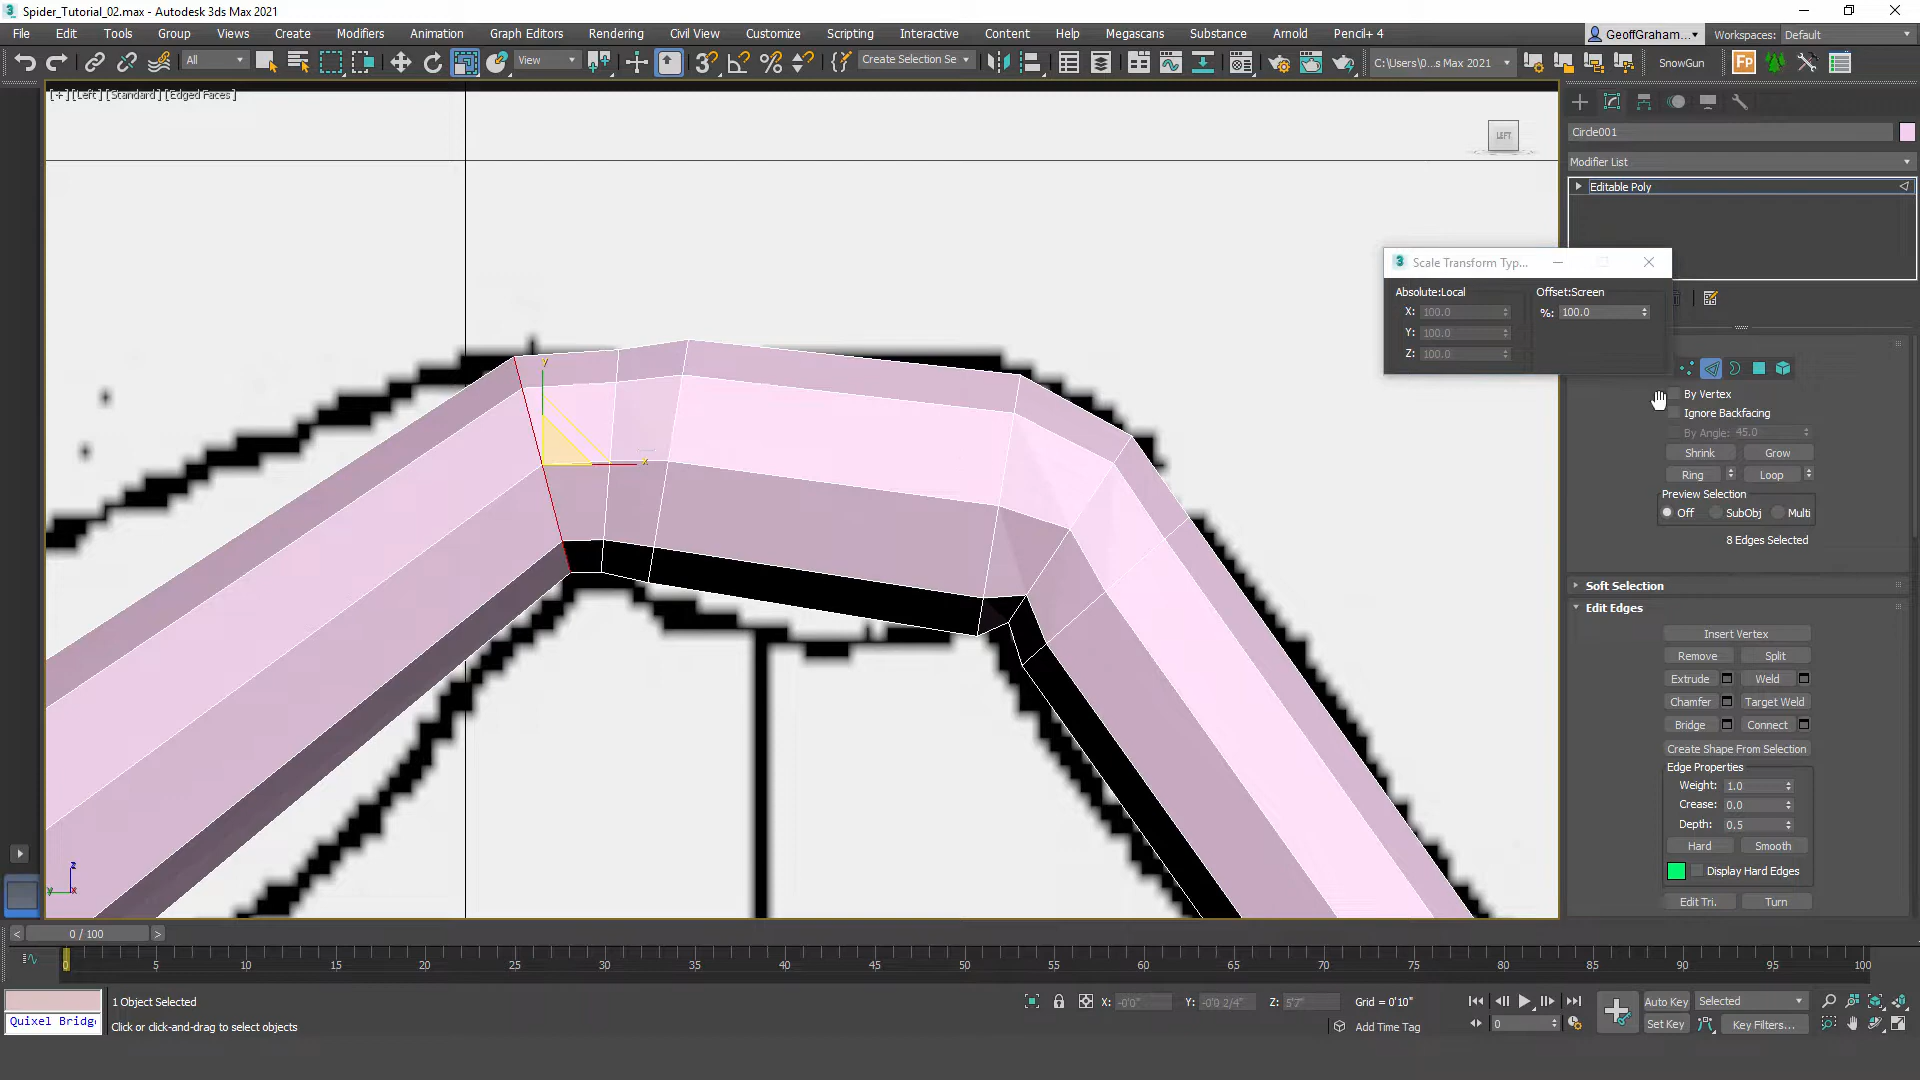 Spider_Tutorial_02.max - Autodesk 3ds Max 2021
File Edit Tools Group Views Create Modifiers Animation Graph Editors Rendering Civil View Customize Scripting Interactive Content Help Megascans Substance Arnold Pencil+ 4 GeoffGraham... Workspaces: Default
All View Create Selection Se C:\Users\0...s Max 2021 SnowGun
[+] [Left] [Standard] [Edged Faces]
LEFT
Circle001
Modifier List
Editable Poly
Scale Transform Typ...
Absolute:Local Offset:Screen
X: 100.0 %: 100.0
Y: 100.0
Z: 100.0
By Vertex
Ignore Backfacing
By Angle: 45.0
Shrink Grow
Ring Loop
Preview Selection
Off SubObj Multi
8 Edges Selected
Soft Selection
Edit Edges
Insert Vertex
Remove Split
Extrude Weld
Chamfer Target Weld
Bridge Connect
Create Shape From Selection
Edge Properties
Weight: 1.0
Crease: 0.0
Depth: 0.5
Hard Smooth
Display Hard Edges
Edit Tri. Turn
y
x
z
y x
< 0 / 100 >
0 5 10 15 20 25 30 35 40 45 50 55 60 65 70 75 80 85 90 95 100
1 Object Selected X: -0'0" Y: -0'0 2/4" Z: 5'7" Grid = 0'10" Auto Key Selected
Quixel Bridg Click or click-and-drag to select objects Add Time Tag 0 Set Key Key Filters...